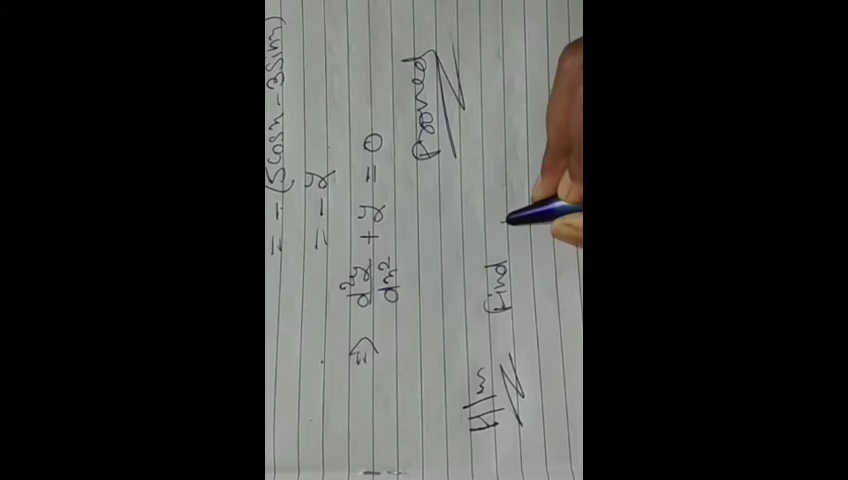 = - (5cosx - 3sinx)
= - y
⇒ d²y/dx² + y = 0
Proved
H/w find